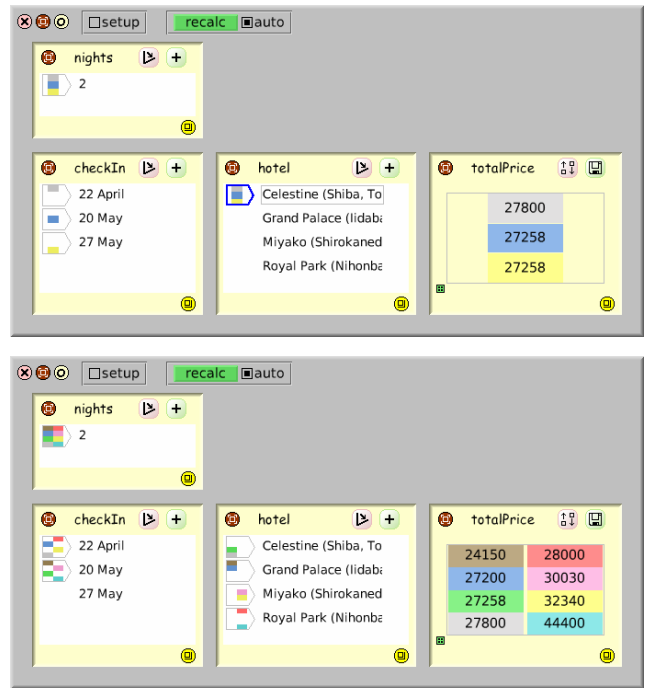 setup recalc auto
nights
2
checkIn hotel totalPrice
22 April Celestine (Shiba, To
20 May Grand Palace (Iidaba
27 May Miyako (Shirokaned
Royal Park (Nihonba
27800
27258
27258
setup recalc auto
nights
2
checkIn hotel totalPrice
22 April Celestine (Shiba, To
20 May Grand Palace (Iidaba
27 May Miyako (Shirokaned
Royal Park (Nihonba
24150 28000
27200 30030
27258 32340
27800 44400